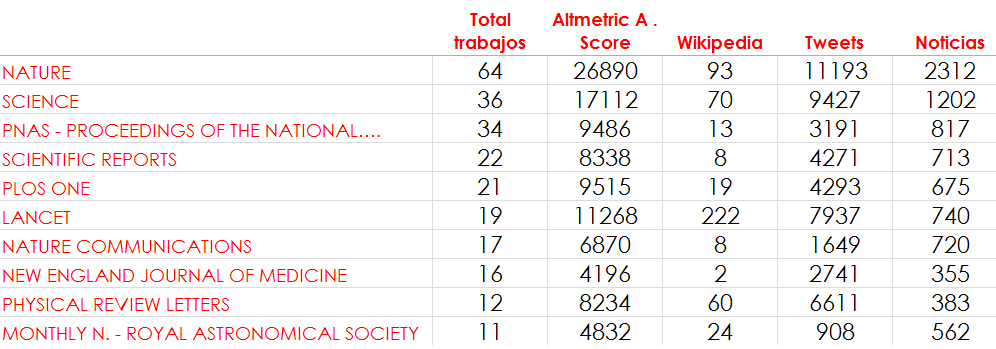 Total trabajos Altmetric A . Score Wikipedia Tweets Noticias
NATURE 64 26890 93 11193 2312
SCIENCE 36 17112 70 9427 1202
PNAS - PROCEEDINGS OF THE NATIONAL.... 34 9486 13 3191 817
SCIENTIFIC REPORTS 22 8338 8 4271 713
PLOS ONE 21 9515 19 4293 675
LANCET 19 11268 222 7937 740
NATURE COMMUNICATIONS 17 6870 8 1649 720
NEW ENGLAND JOURNAL OF MEDICINE 16 4196 2 2741 355
PHYSICAL REVIEW LETTERS 12 8234 60 6611 383
MONTHLY N. - ROYAL ASTRONOMICAL SOCIETY 11 4832 24 908 562